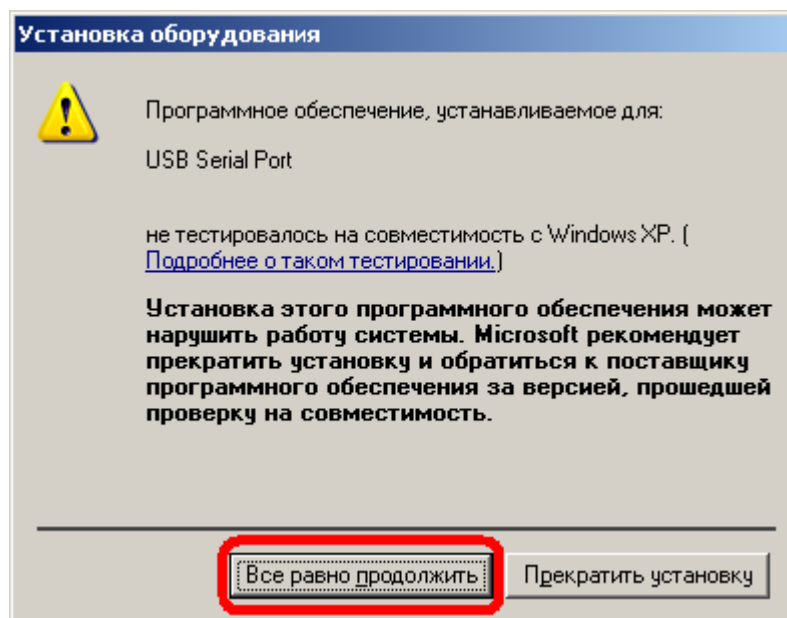 Установка оборудования
Программное обеспечение, устанавливаемое для:
USB Serial Port
не тестировалось на совместимость с Windows XP. (
Подробнее о таком тестировании.)
Установка этого программного обеспечения может
нарушить работу системы. Microsoft рекомендует
прекратить установку и обратиться к поставщику
программного обеспечения за версией, прошедшей
проверку на совместимость.
Все равно продолжить
Прекратить установку